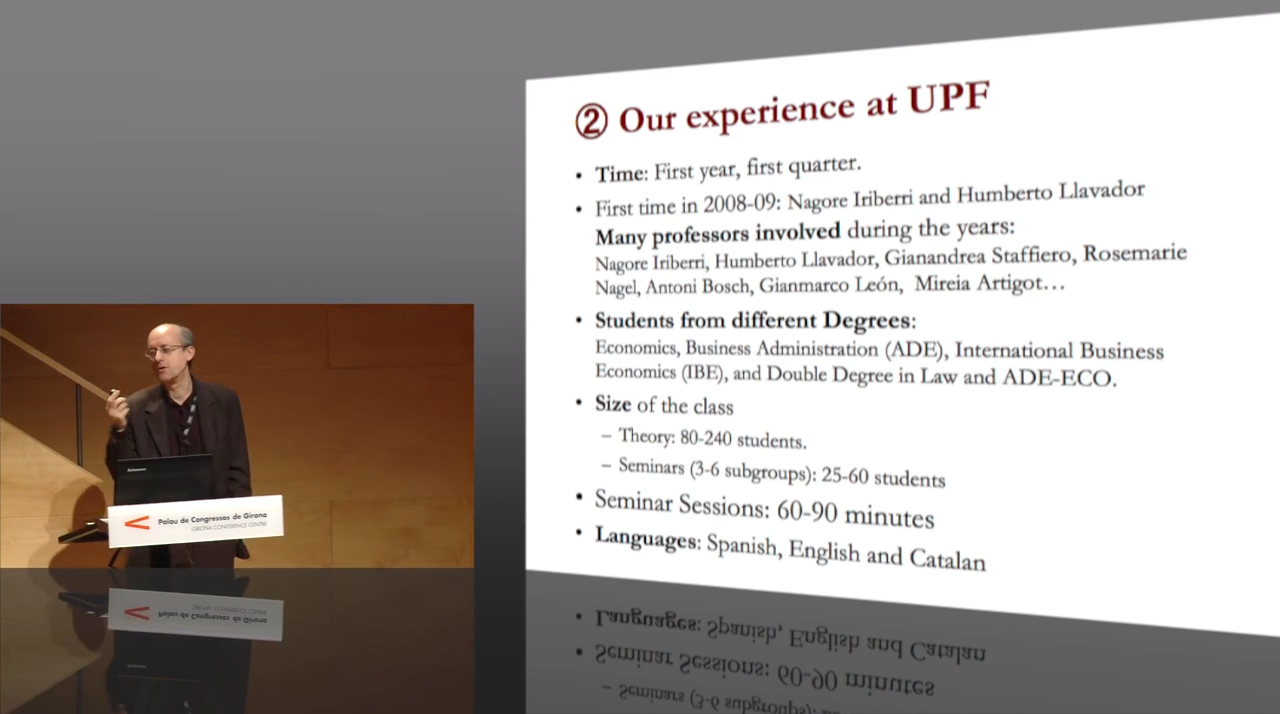 ② Our experience at UPF
• Time: First year, first quarter.
• First time in 2008-09: Nagore Iriberri and Humberto Llavador
Many professors involved during the years:
Nagore Iriberri, Humberto Llavador, Gianandrea Staffiero, Rosemarie
Nagel, Antoni Bosch, Gianmarco León, Mireia Artigot…
• Students from different Degrees:
Economics, Business Administration (ADE), International Business
Economics (IBE), and Double Degree in Law and ADE-ECO.
• Size of the class
– Theory: 80-240 students.
– Seminars (3-6 subgroups): 25-60 students
• Seminar Sessions: 60-90 minutes
• Languages: Spanish, English and Catalan
Palau de Congressos de Girona
GIRONA CONFERENCE CENTRE